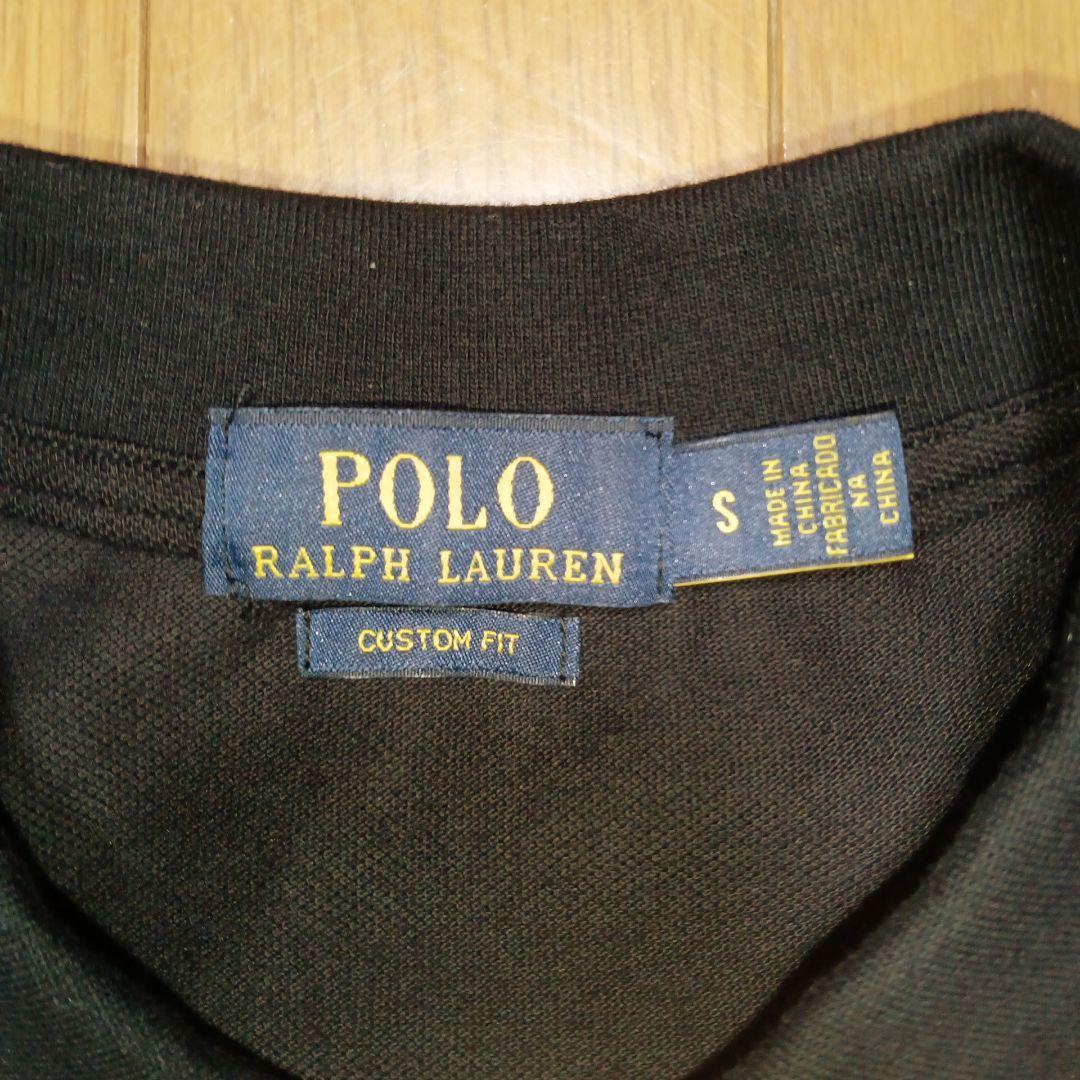 POLO
RALPH LAUREN
CUSTOM FIT
S
MADE IN
CHINA
FABRICADO
NA
CHINA